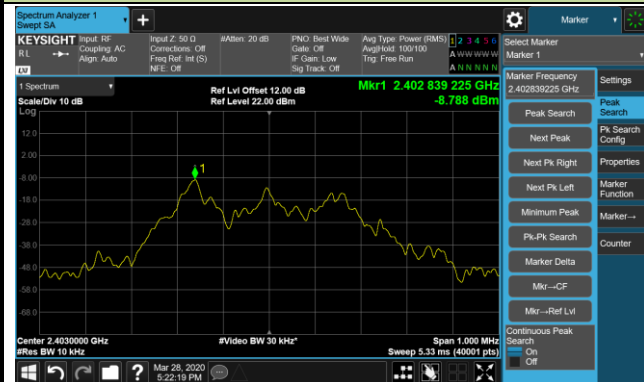 Spectrum Analyzer 1
Swept SA
Marker
KEYSIGHT
RL
LXI
Input: RF
Coupling: AC
Align: Auto
Input Z: 50 Ω
Corrections: Off
Freq Ref: Int (S)
NFE: Off
#Atten: 20 dB
PNO: Best Wide
Gate: Off
IF Gain: Low
Sig Track: Off
Avg Type: Power (RMS)
Avg|Hold: 100/100
Trig: Free Run
1 2 3 4 5 6
A W W W W W
A N N N N N
Select Marker
Marker 1
1 Spectrum
Scale/Div 10 dB
Log
Ref Lvl Offset 12.00 dB
Ref Level 22.00 dBm
Mkr1 2.402 839 225 GHz
-8.788 dBm
Marker Frequency
2.402839225 GHz
Peak Search
Next Peak
Next Pk Right
Next Pk Left
Minimum Peak
Pk-Pk Search
Marker Delta
Mkr→CF
Mkr→Ref Lvl
Continuous Peak
Search
On
Off
Settings
Peak
Search
Pk Search
Config
Properties
Marker
Function
Marker→
Counter
12.0
2.00
-8.00
-18.0
-28.0
-38.0
-48.0
-58.0
-68.0
1
Center 2.4030000 GHz
#Res BW 10 kHz
#Video BW 30 kHz*
Span 1.000 MHz
Sweep 5.33 ms (40001 pts)
Mar 28, 2020
5:22:19 PM